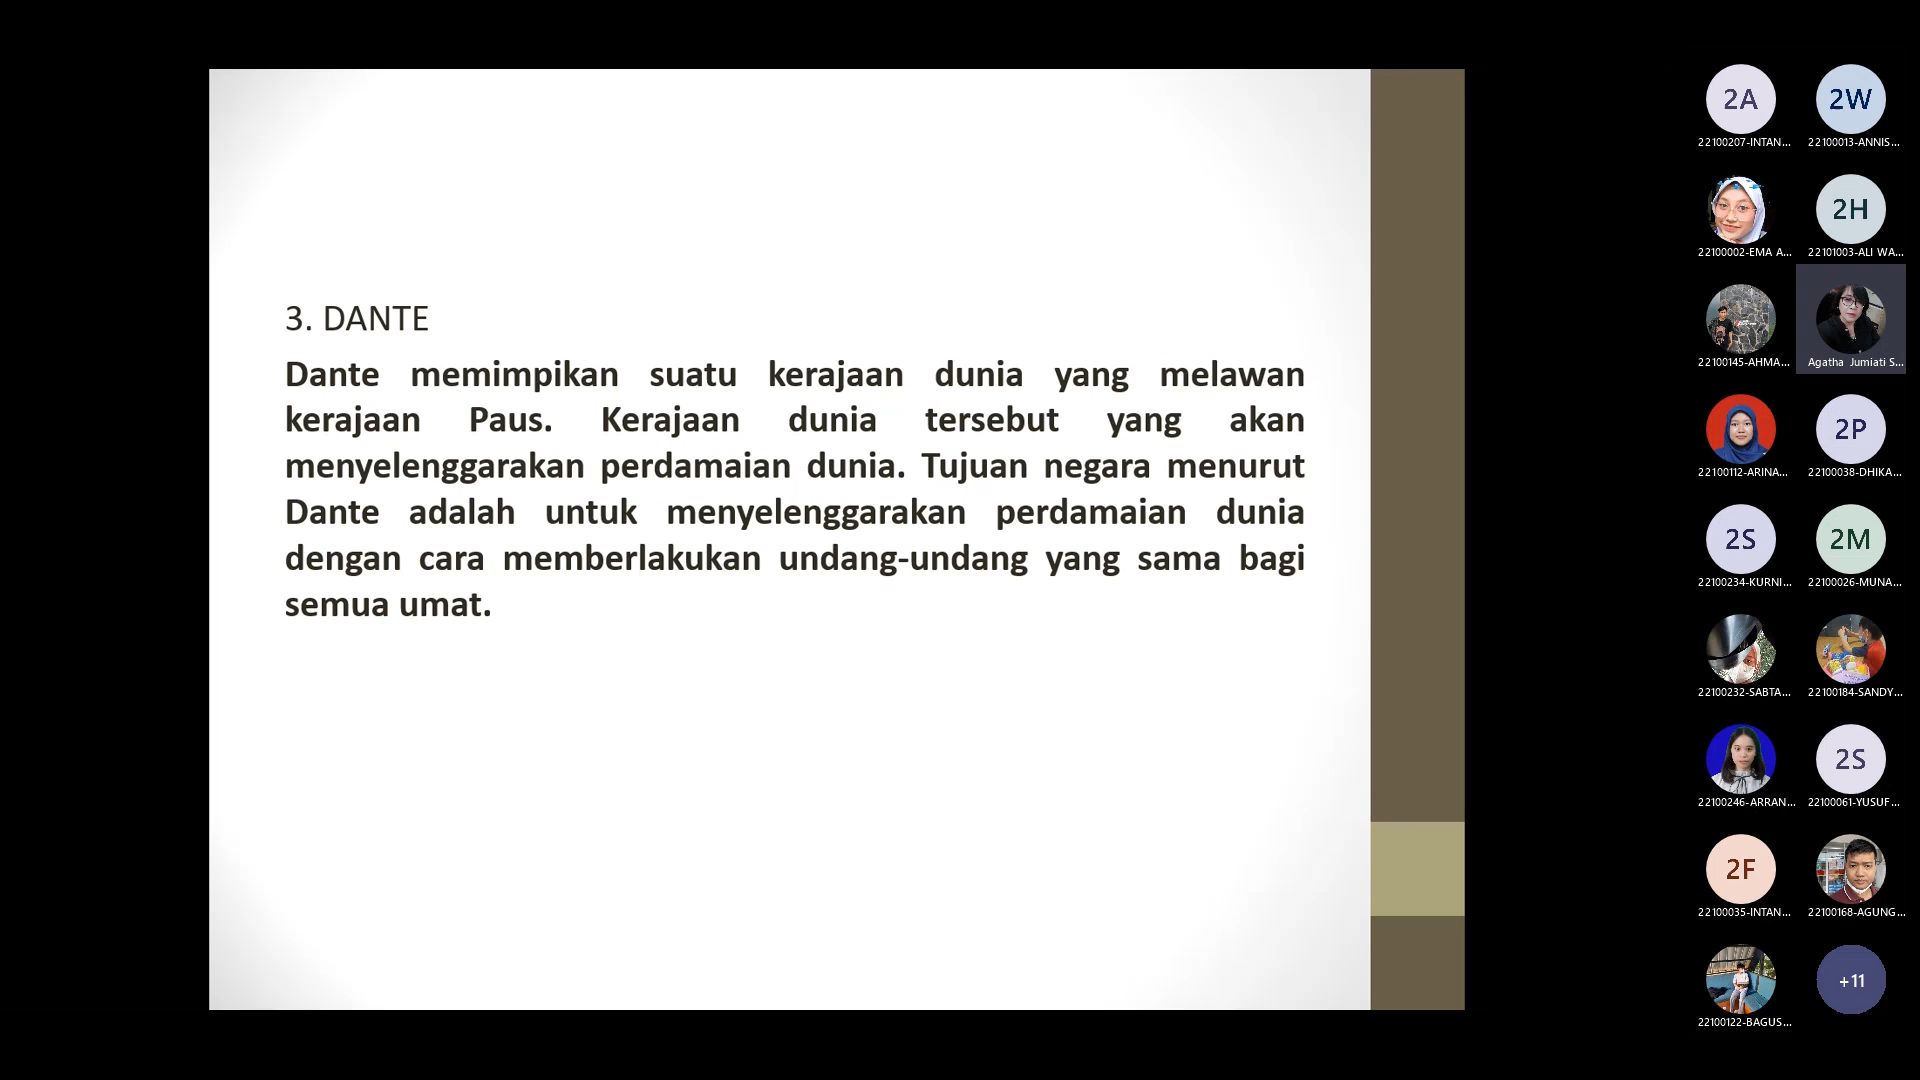 3. DANTE
Dante memimpikan suatu kerajaan dunia yang melawan
kerajaan Paus. Kerajaan dunia tersebut yang akan
menyelenggarakan perdamaian dunia. Tujuan negara menurut
Dante adalah untuk menyelenggarakan perdamaian dunia
dengan cara memberlakukan undang-undang yang sama bagi
semua umat.
2A
2W
22100207-INTAN...
22100013-ANNIS...
2H
22100002-EMA A...
22101003-ALI WA...
22100145-AHMA...
Agatha Jumiati S...
2P
22100112-ARINA...
22100038-DHIKA...
2S
2M
22100234-KURNI...
22100026-MUNA...
22100232-SABTA...
22100184-SANDY...
2S
22100246-ARRAN...
22100061-YUSUF...
2F
22100035-INTAN...
22100168-AGUNG...
+11
22100122-BAGUS...